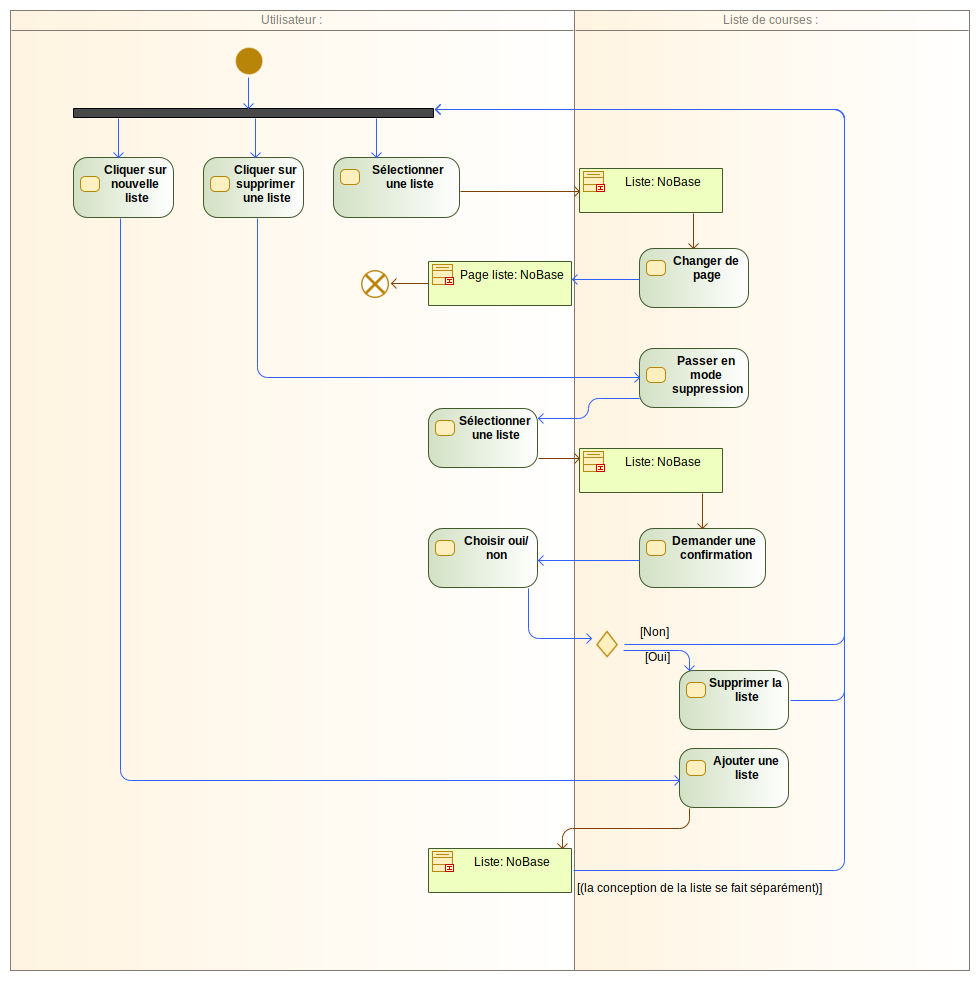 Utilisateur :
Liste de courses :
Cliquer sur
nouvelle
liste
Cliquer sur
supprimer
une liste
Sélectionner
une liste
Liste: NoBase
Changer de
page
Page liste: NoBase
Passer en
mode
suppression
Sélectionner
une liste
Liste: NoBase
Choisir oui/
non
Demander une
confirmation
[Non]
[Oui]
Supprimer la
liste
Ajouter une
liste
Liste: NoBase
[(la conception de la liste se fait séparément)]